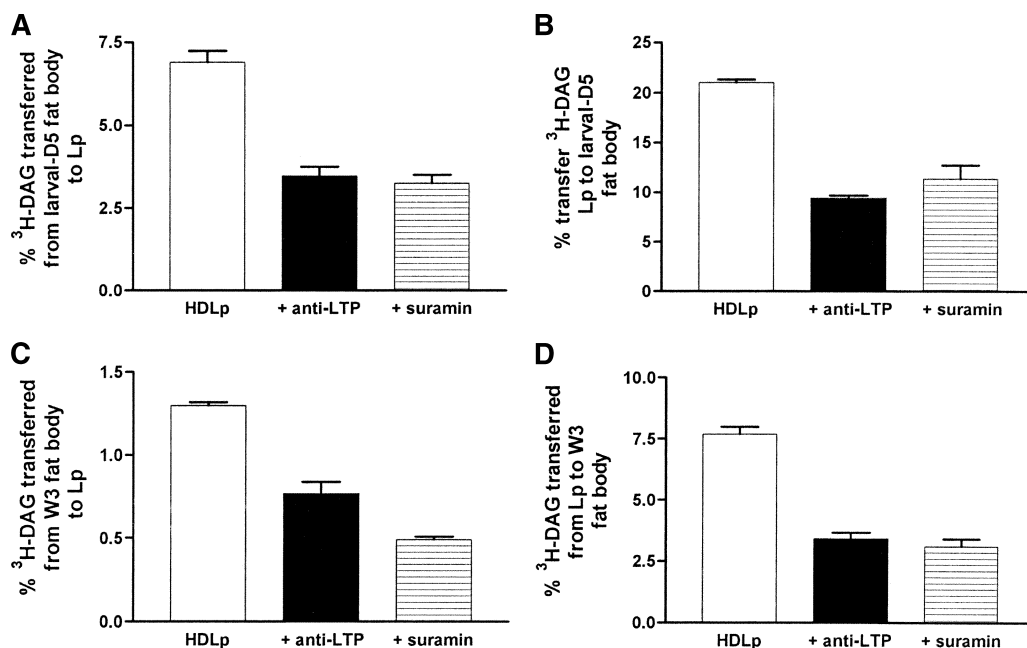 A
% ³H-DAG transferred
from larval-D5 fat body
to Lp
7.5
5.0
2.5
0.0
HDLp
+ anti-LTP
+ suramin
B
% transfer ³H-DAG
Lp to larval-D5
fat body
25
20
15
10
5
0
HDLp
+ anti-LTP
+ suramin
C
% ³H-DAG transferred
from W3 fat body
to Lp
1.5
1.0
0.5
0.0
HDLp
+ anti-LTP
+ suramin
D
% ³H-DAG transferred
from Lp to W3
fat body
10.0
7.5
5.0
2.5
0.0
HDLp
+ anti-LTP
+ suramin